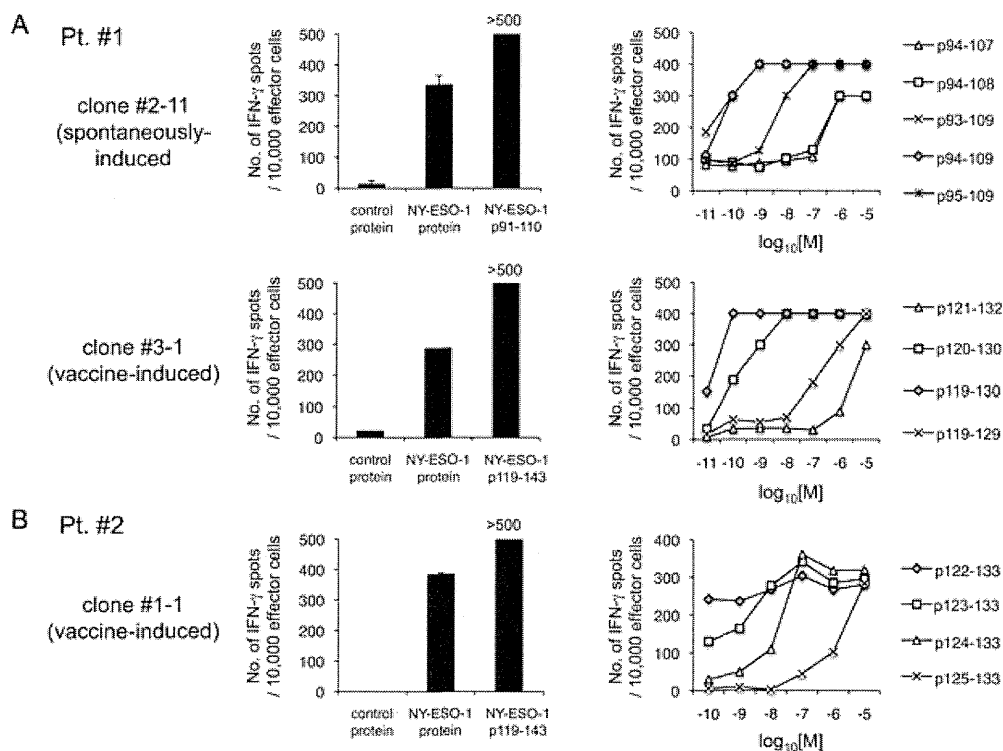 A
Pt. #1
clone #2-11
(spontaneously-
induced
No. of IFN-γ spots
/ 10,000 effector cells
500
400
300
200
100
0
>500
control
protein
NY-ESO-1
protein
NY-ESO-1
p91-110
No. of IFN-γ spots
/ 10,000 effector cells
500
400
300
200
100
0
-11 -10 -9 -8 -7 -6 -5
log10[M]
p94-107
p94-108
p93-109
p94-109
p95-109
clone #3-1
(vaccine-induced)
No. of IFN-γ spots
/ 10,000 effector cells
500
400
300
200
100
0
>500
control
protein
NY-ESO-1
protein
NY-ESO-1
p119-143
No. of IFN-γ spots
/ 10,000 effector cells
500
400
300
200
100
0
-11 -10 -9 -8 -7 -6 -5
log10[M]
p121-132
p120-130
p119-130
p119-129
B
Pt. #2
clone #1-1
(vaccine-induced)
No. of IFN-γ spots
/ 10,000 effector cells
500
400
300
200
100
0
>500
control
protein
NY-ESO-1
protein
NY-ESO-1
p119-143
No. of IFN-γ spots
/ 10,000 effector cells
400
300
200
100
0
-10 -9 -8 -7 -6 -5
log10[M]
p122-133
p123-133
p124-133
p125-133